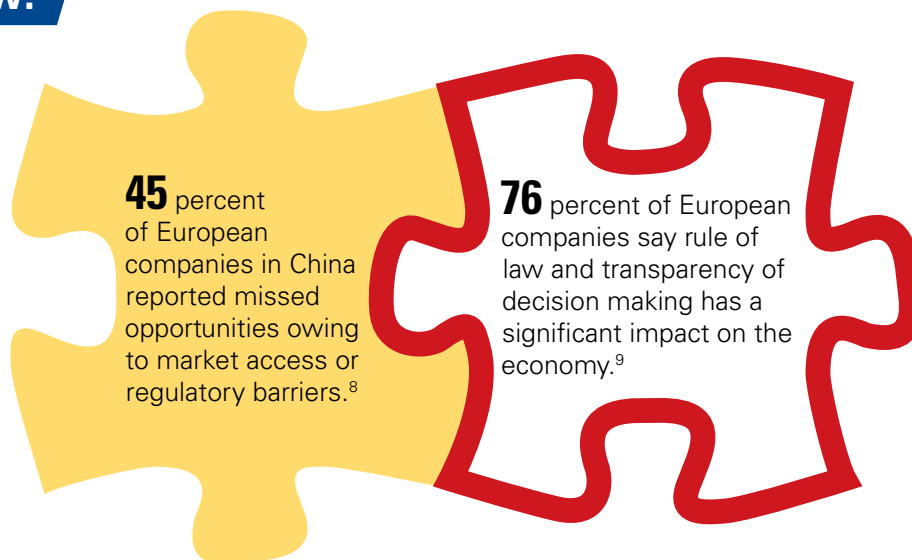 45 percent
of European
companies in China
reported missed
opportunities owing
to market access or
regulatory barriers.8
76 percent of European
companies say rule of
law and transparency of
decision making has a
significant impact on the
economy.9